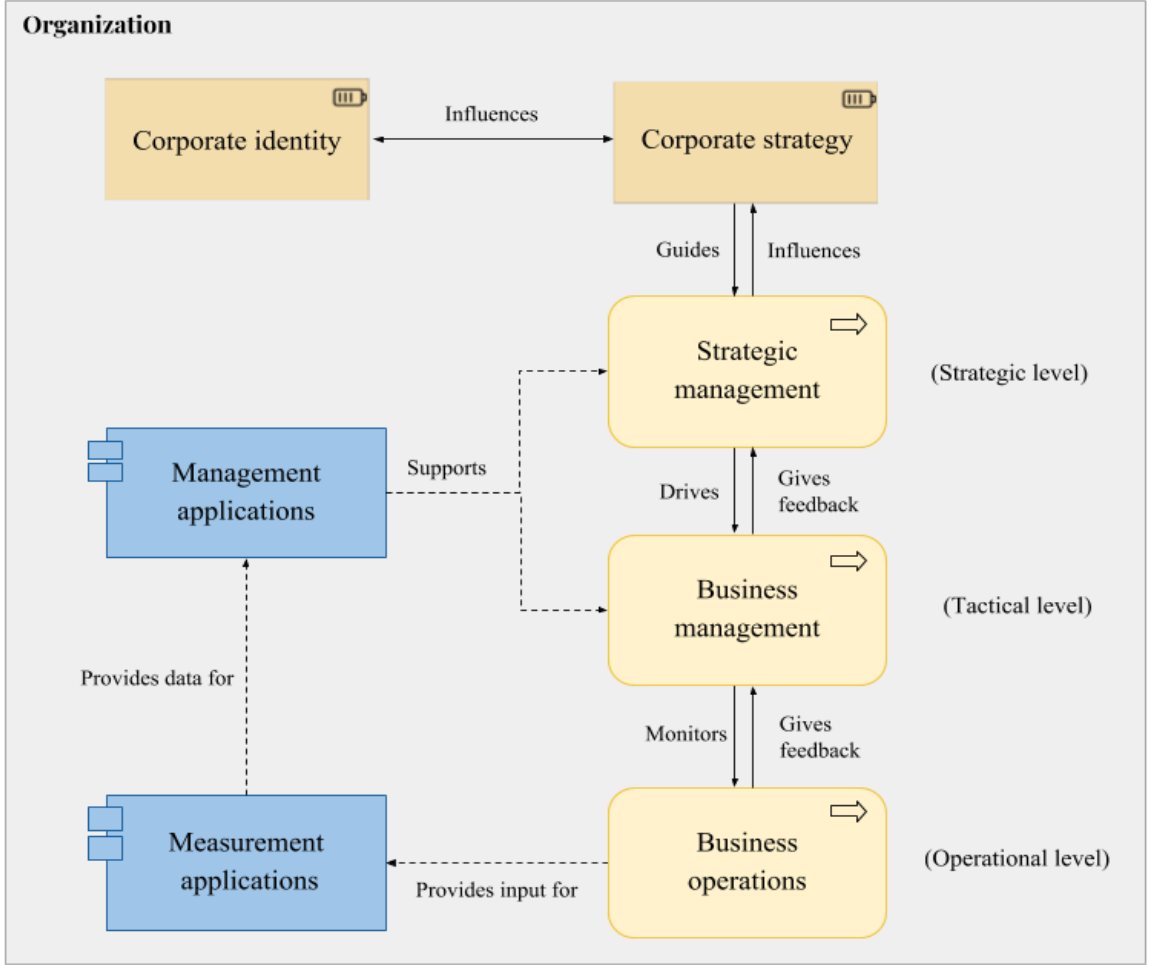 Organization
Corporate identity
Influences
Corporate strategy
Guides
Influences
Strategic
management
(Strategic level)
Management
applications
Supports
Drives
Gives
feedback
Business
management
(Tactical level)
Provides data for
Monitors
Gives
feedback
Measurement
applications
Provides input for
Business
operations
(Operational level)